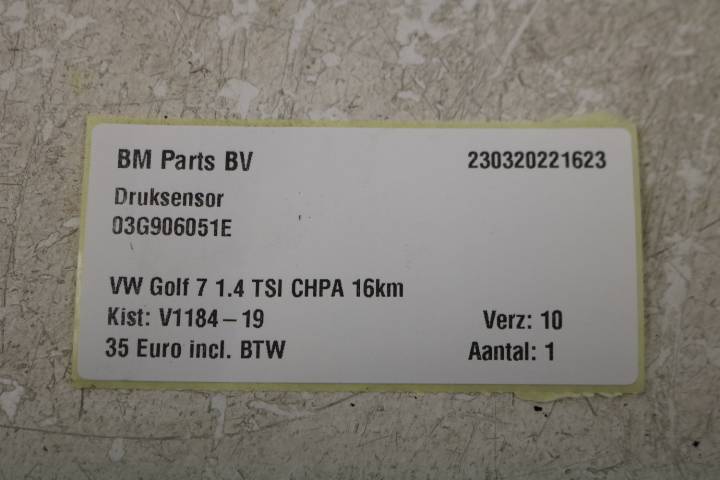 BM Parts BV 230320221623
Druksensor
03G906051E
VW Golf 7 1.4 TSI CHPA 16km
Kist: V1184-19 Verz: 10
35 Euro incl. BTW Aantal: 1